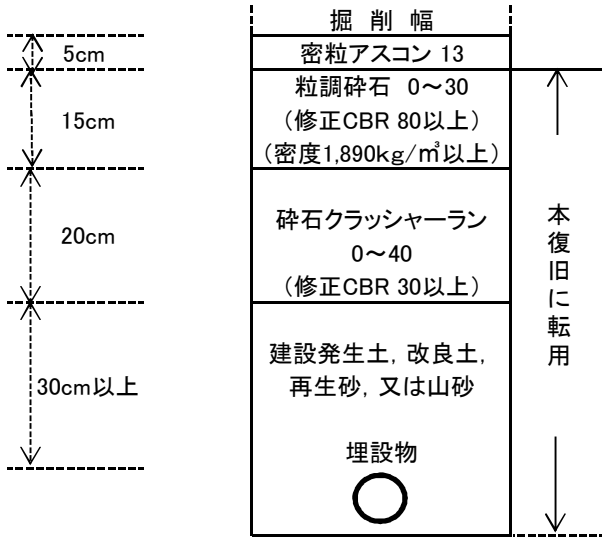 掘 削 幅
5cm
密粒アスコン 13
15cm
粒調砕石 0～30
(修正CBR 80以上)
(密度1,890kg/㎥以上)
20cm
砕石クラッシャーラン
0～40
(修正CBR 30以上)
本復旧に転用
30cm以上
建設発生土, 改良土,
再生砂, 又は山砂
埋設物